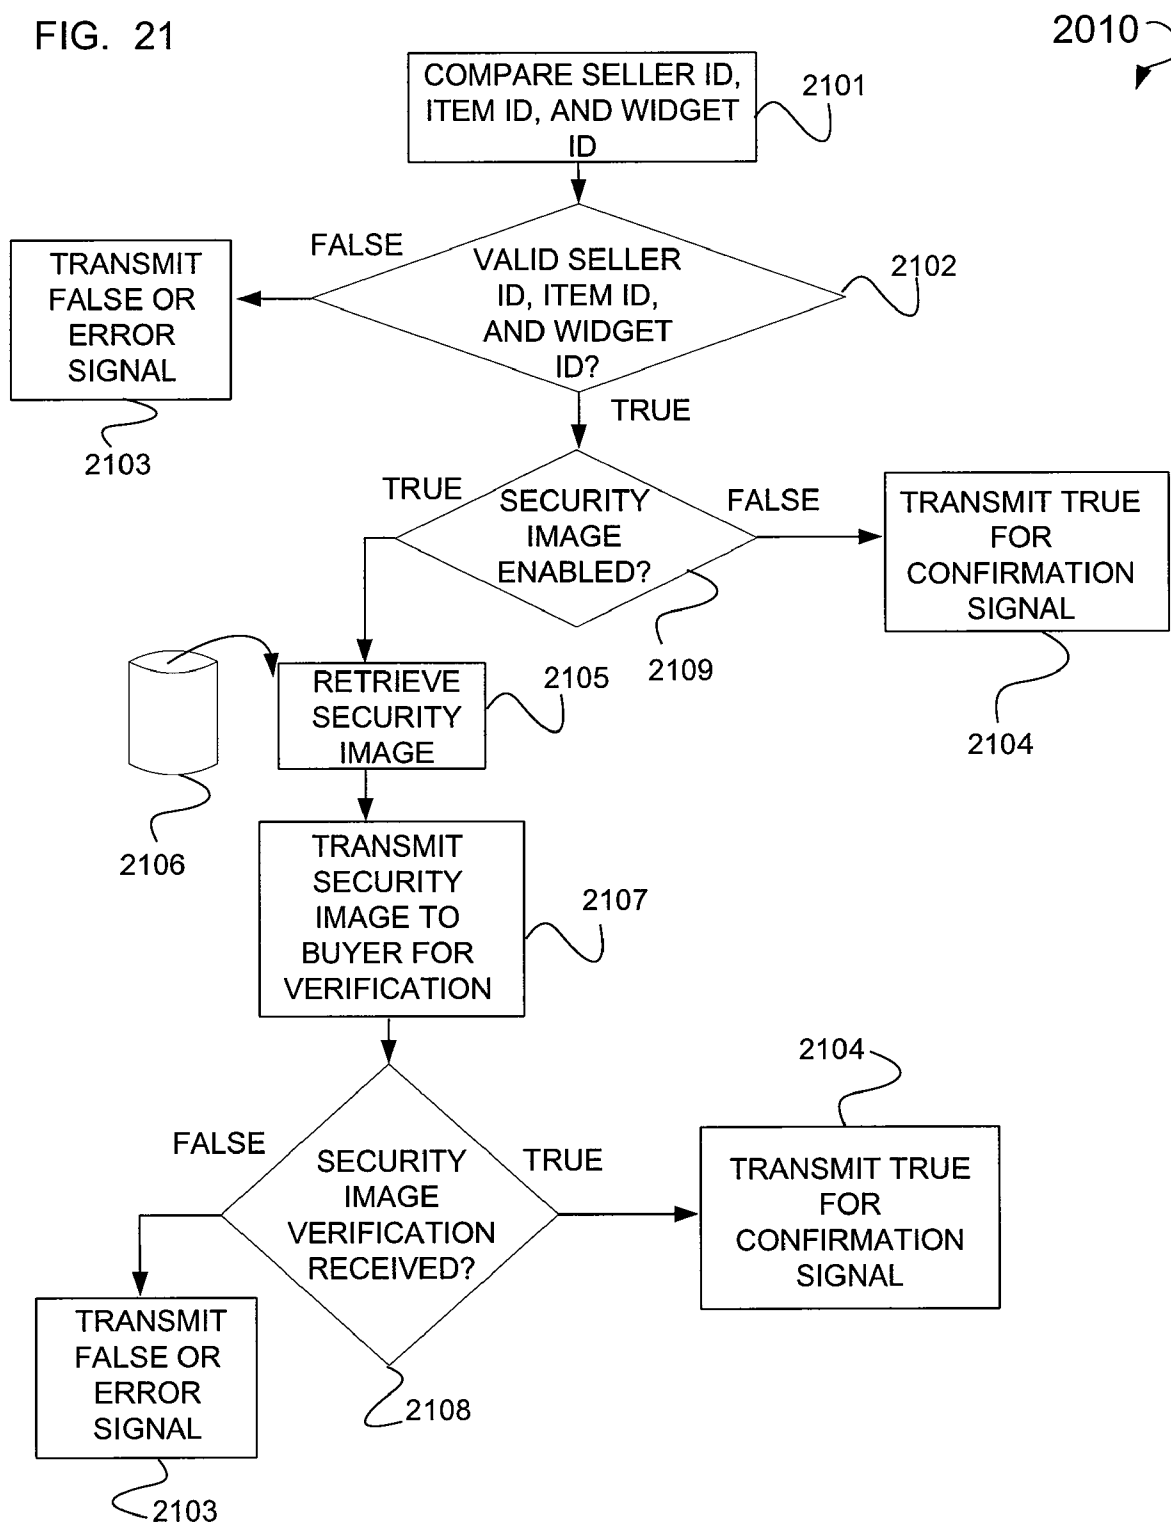 FIG. 21
2010
COMPARE SELLER ID,
ITEM ID, AND WIDGET
ID
2101
FALSE
TRANSMIT
FALSE OR
ERROR
SIGNAL
2103
VALID SELLER
ID, ITEM ID,
AND WIDGET
ID?
2102
TRUE
TRUE
SECURITY
IMAGE
ENABLED?
FALSE
2109
TRANSMIT TRUE
FOR
CONFIRMATION
SIGNAL
2104
RETRIEVE
SECURITY
IMAGE
2105
2106
TRANSMIT
SECURITY
IMAGE TO
BUYER FOR
VERIFICATION
2107
FALSE
SECURITY
IMAGE
VERIFICATION
RECEIVED?
TRUE
2108
2104
TRANSMIT TRUE
FOR
CONFIRMATION
SIGNAL
TRANSMIT
FALSE OR
ERROR
SIGNAL
2103